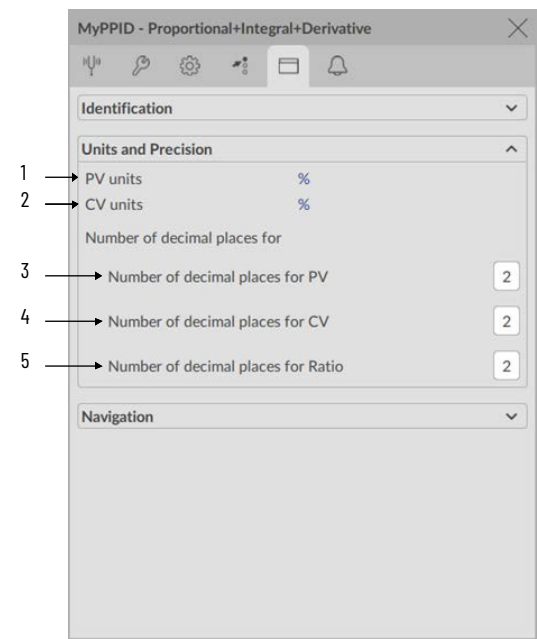 MyPPID - Proportional+Integral+Derivative
Identification
Units and Precision
1 PV units %
2 CV units %
Number of decimal places for
3 Number of decimal places for PV 2
4 Number of decimal places for CV 2
5 Number of decimal places for Ratio 2
Navigation